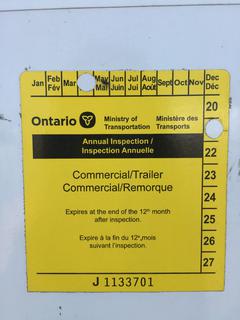 Jan Feb Mar May Jun Jul Aug Sept Oct Nov Dec
Fév Mai Juin Jui Août Déc
20
Ontario Ministry of Ministère des
Transportation Transports
Annual Inspection /
Inspection Annuelle
22
Commercial/Trailer
Commercial/Remorque
23
24
Expires at the end of the 12th month
after inspection.
25
Expire à la fin du 12e,mois
suivant l'inspection.
26
27
J 1133701